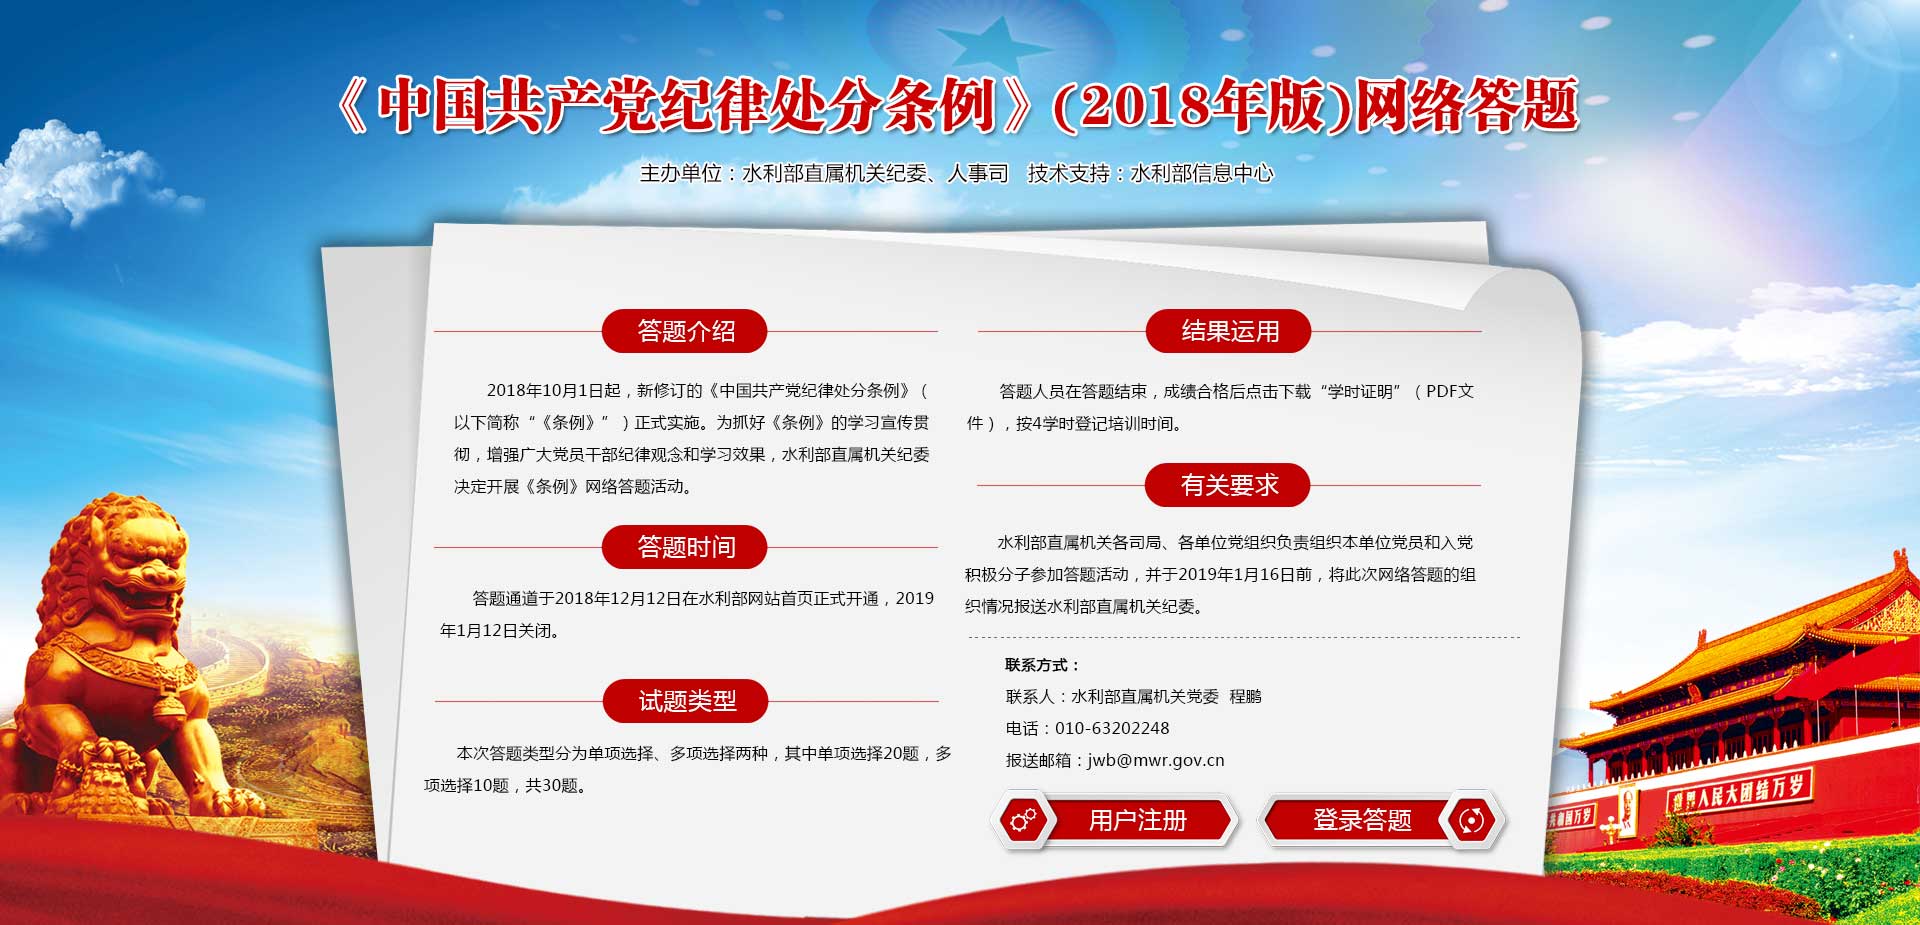 《中国共产党纪律处分条例》(2018年版)网络答题
主办单位：水利部直属机关纪委、人事司 技术支持：水利部信息中心
答题介绍
2018年10月1日起，新修订的《中国共产党纪律处分条例》（
以下简称“《条例》”）正式实施。为抓好《条例》的学习宣传贯
彻，增强广大党员干部纪律观念和学习效果，水利部直属机关纪委
决定开展《条例》网络答题活动。
答题时间
答题通道于2018年12月12日在水利部网站首页正式开通，2019
年1月12日关闭。
试题类型
本次答题类型分为单项选择、多项选择两种，其中单项选择20题，多
项选择10题，共30题。
结果运用
答题人员在答题结束，成绩合格后点击下载“学时证明”（PDF文
件），按4学时登记培训时间。
有关要求
水利部直属机关各司局、各单位党组织负责组织本单位党员和入党
积极分子参加答题活动，并于2019年1月16日前，将此次网络答题的组
织情况报送水利部直属机关纪委。
联系方式：
联系人：水利部直属机关党委 程鹏
电话：010-63202248
报送邮箱：jwb@mwr.gov.cn
用户注册
登录答题
共和国万岁
世界人民大团结万岁